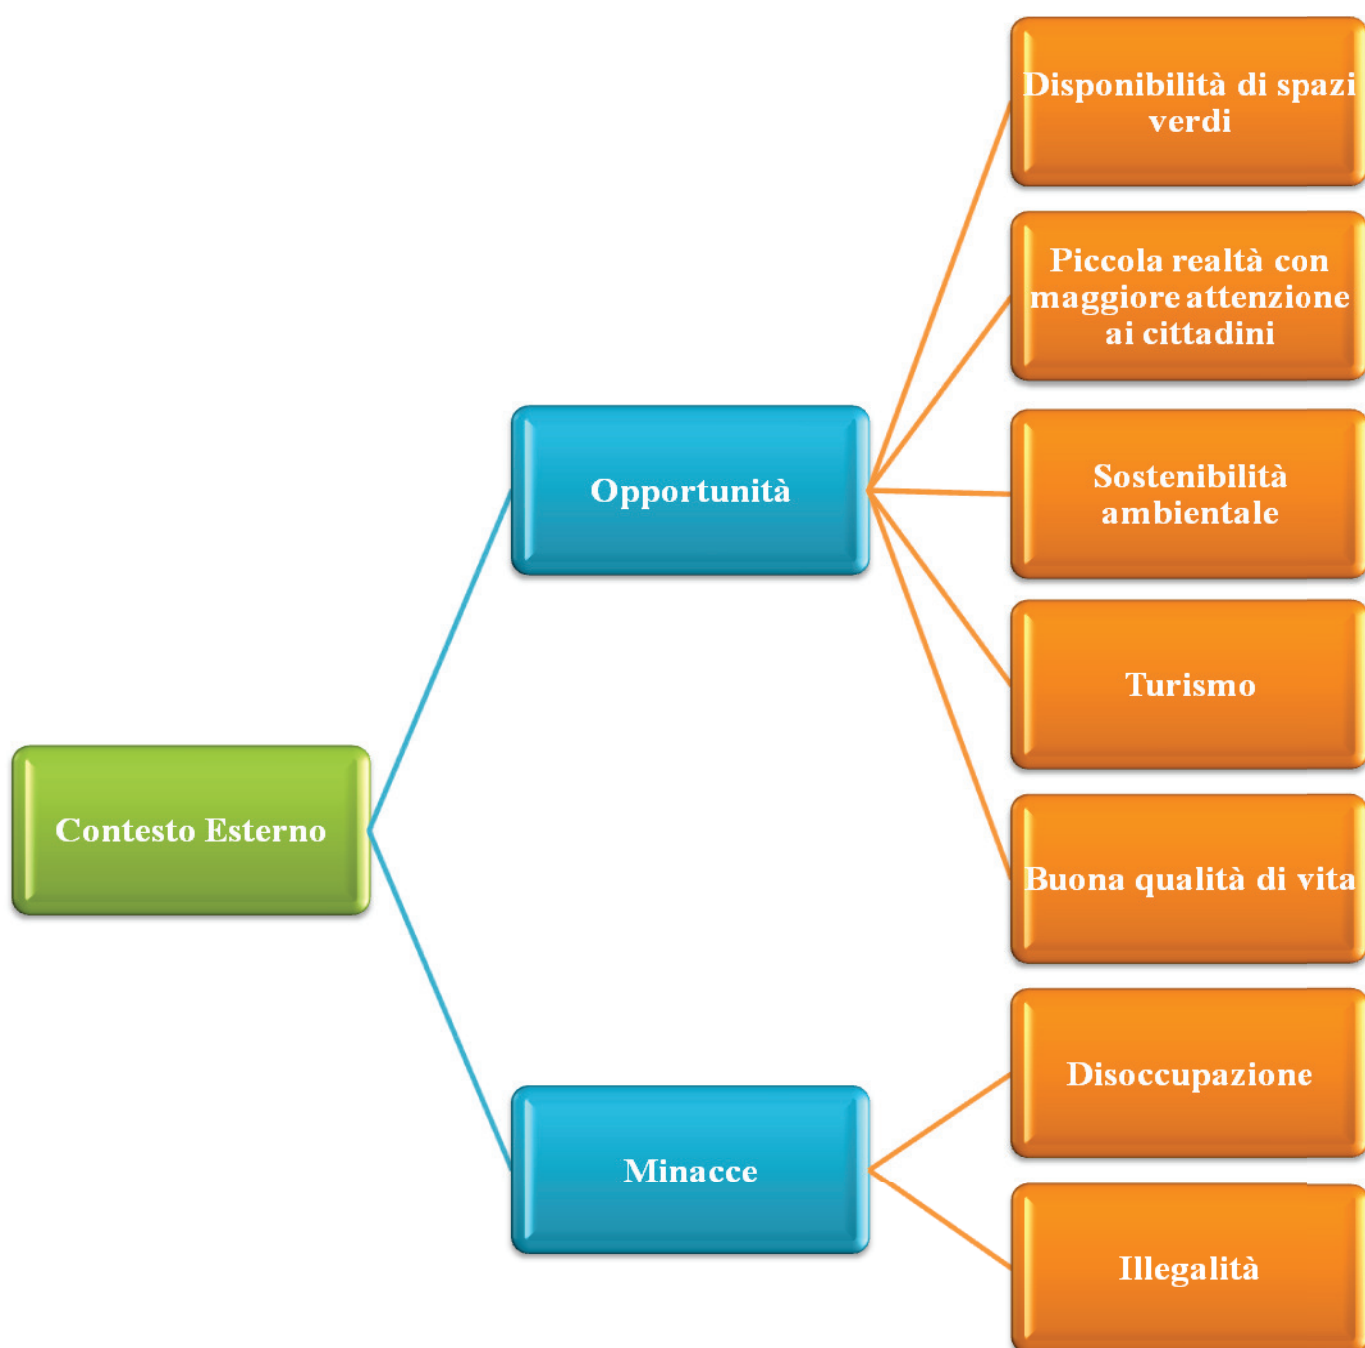 Disponibilità di spazi
verdi
Piccola realtà con
maggiore attenzione
ai cittadini
Opportunità
Sostenibilità
ambientale
Turismo
Contesto Esterno
Buona qualità di vita
Disoccupazione
Minacce
Illegalità